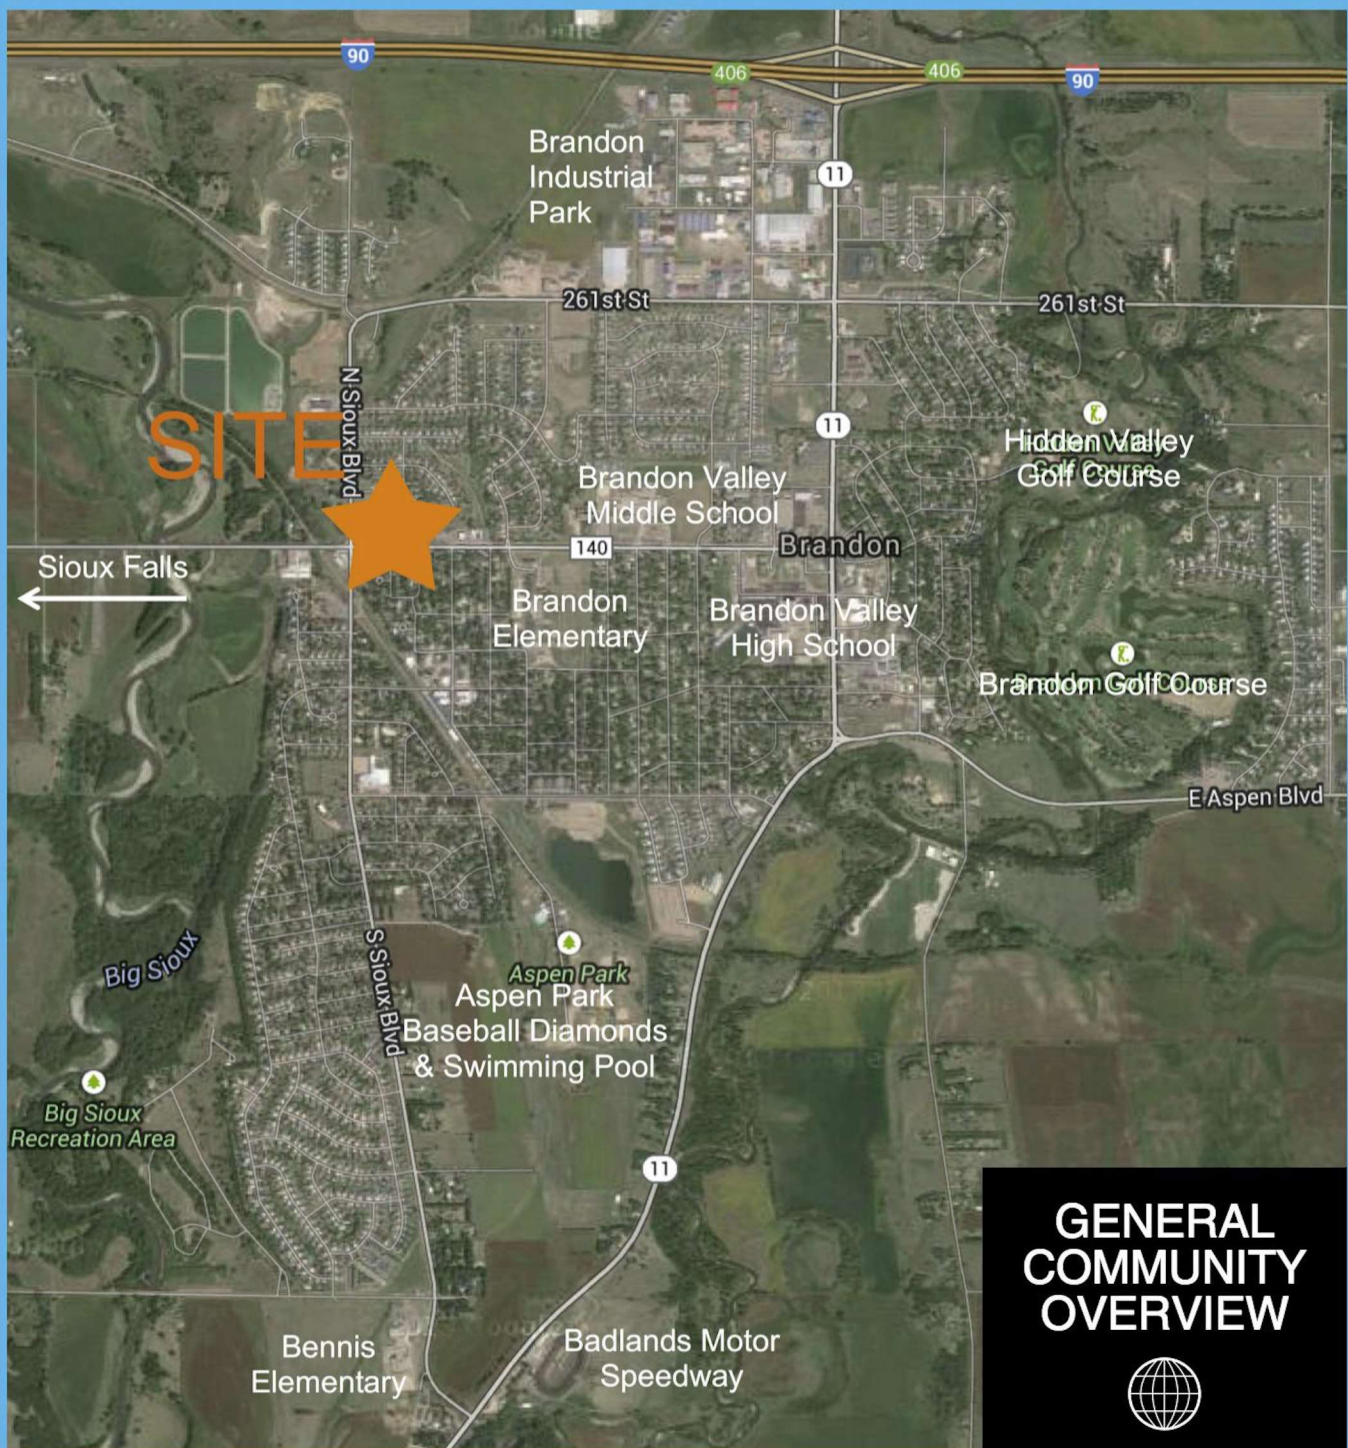 90
406
406
90
Brandon
Industrial
Park
11
261st St
261st St
N Sioux Blvd
SITE
11
Hidden Valley
Golf Course
Brandon Valley
Middle School
140
Brandon
Sioux Falls
Brandon
Elementary
Brandon Valley
High School
Brandon Golf Course
E Aspen Blvd
S Sioux Blvd
Big Sioux
Aspen Park
Aspen Park
Baseball Diamonds
& Swimming Pool
Big Sioux
Recreation Area
11
Bennis
Elementary
Badlands Motor
Speedway
GENERAL
COMMUNITY
OVERVIEW